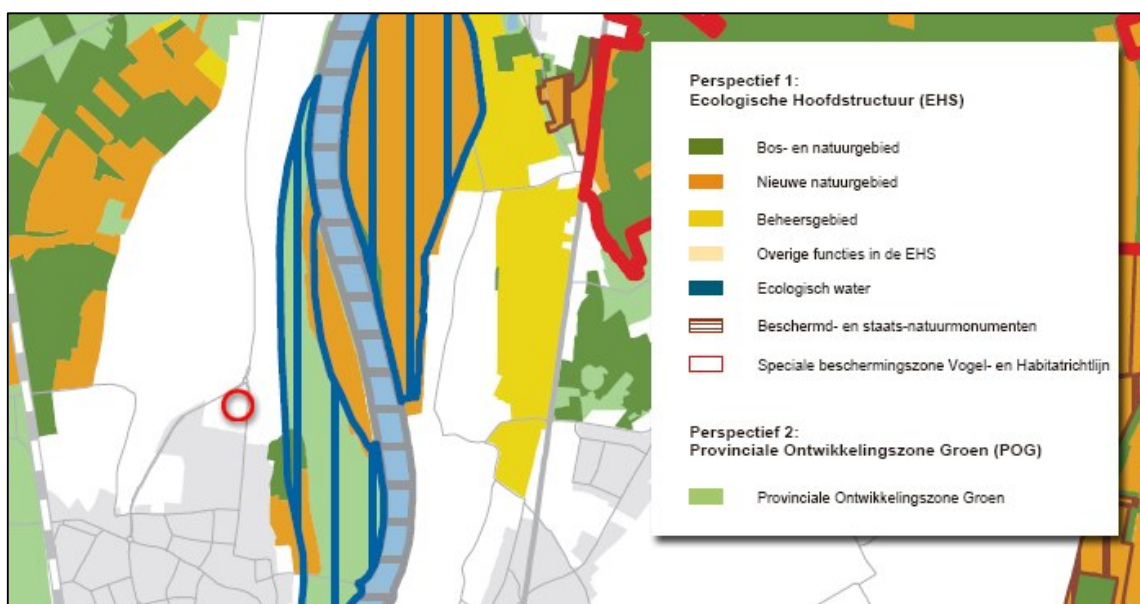 Perspectief 1:
Ecologische Hoofdstructuur (EHS)
Bos- en natuurgebied
Nieuwe natuurgebied
Beheersgebied
Overige functies in de EHS
Ecologisch water
Beschermd- en staats-natuurmonumenten
Speciale beschermingszone Vogel- en Habitatrichtlijn
Perspectief 2:
Provinciale Ontwikkelingszone Groen (POG)
Provinciale Ontwikkelingszone Groen